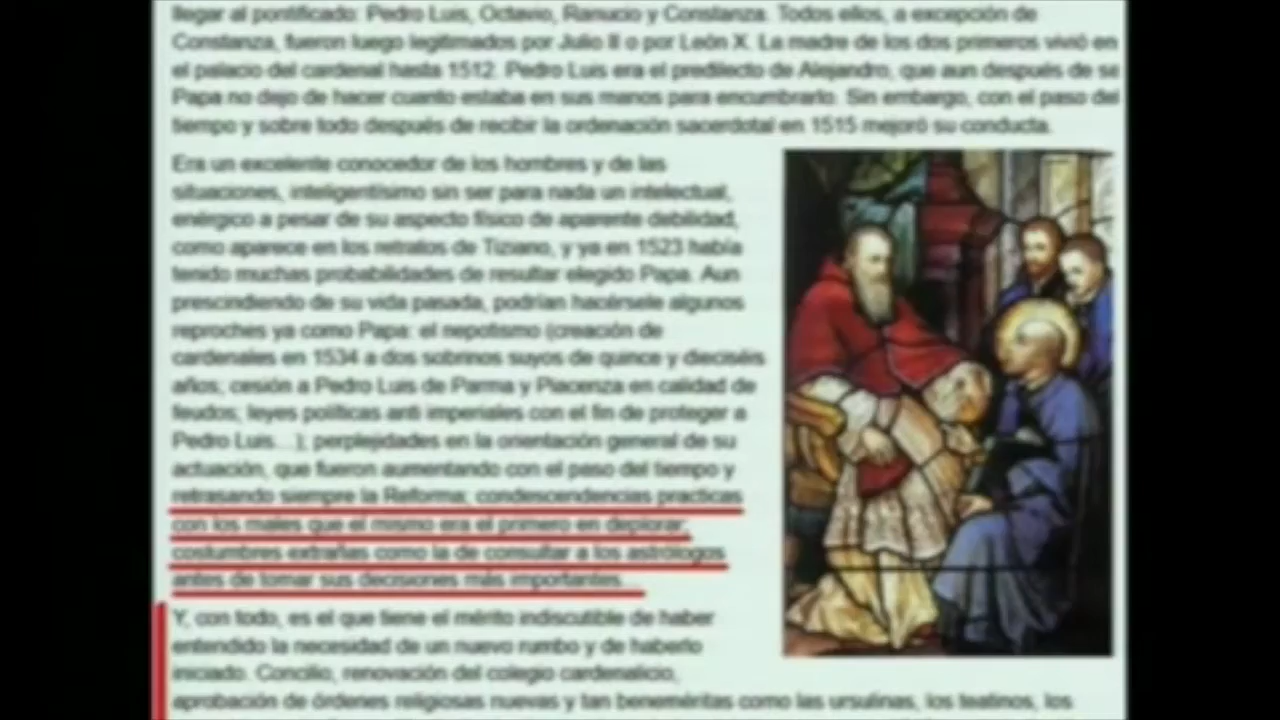 llegar al pontificado: Pedro Luis, Octavio, Ranucio y Constanza. Todos ellos, a excepción de
Constanza, fueron luego legitimados por Julio II o por León X. La madre de los dos primeros vivió en
el palacio del cardenal hasta 1512. Pedro Luis era el predilecto de Alejandro, que aun después de se
Papa no dejo de hacer cuanto estaba en sus manos para encumbrarlo. Sin embargo, con el paso del
tiempo y sobre todo después de recibir la ordenación sacerdotal en 1515 mejoró su conducta.
Era un excelente conocedor de los hombres y de las
situaciones, inteligentísimo sin ser para nada un intelectual,
enérgico a pesar de su aspecto físico de aparente debilidad,
como aparece en los retratos de Tiziano, y ya en 1523 había
tenido muchas probabilidades de resultar elegido Papa. Aun
prescindiendo de su vida pasada, podrían hacérsele algunos
reproches ya como Papa: el nepotismo (creación de
cardenales en 1534 a dos sobrinos suyos de quince y dieciséis
años; cesión a Pedro Luis de Parma y Piacenza en calidad de
feudos; leyes políticas anti imperiales con el fin de proteger a
Pedro Luis...); perplejidades en la orientación general de su
actuación, que fueron aumentando con el paso del tiempo y
retrasando siempre la Reforma; condescendencias practicas
con los males que el mismo era el primero en deplorar;
costumbres extrañas como la de consultar a los astrólogos
antes de tomar sus decisiones más importantes...
Y, con todo, es el que tiene el mérito indiscutible de haber
entendido la necesidad de un nuevo rumbo y de haberlo
iniciado. Concilio, renovación del colegio cardenalicio,
aprobación de órdenes religiosas nuevas y tan beneméritas como las ursulinas, los teatinos, los